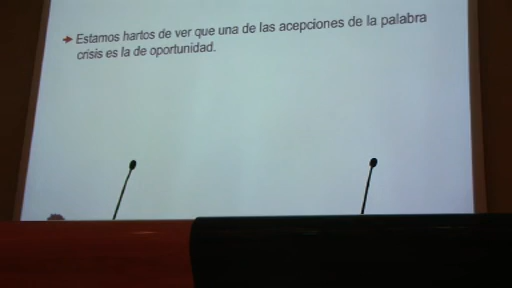 Estamos hartos de ver que una de las acepciones de la palabra
crisis es la de oportunidad.